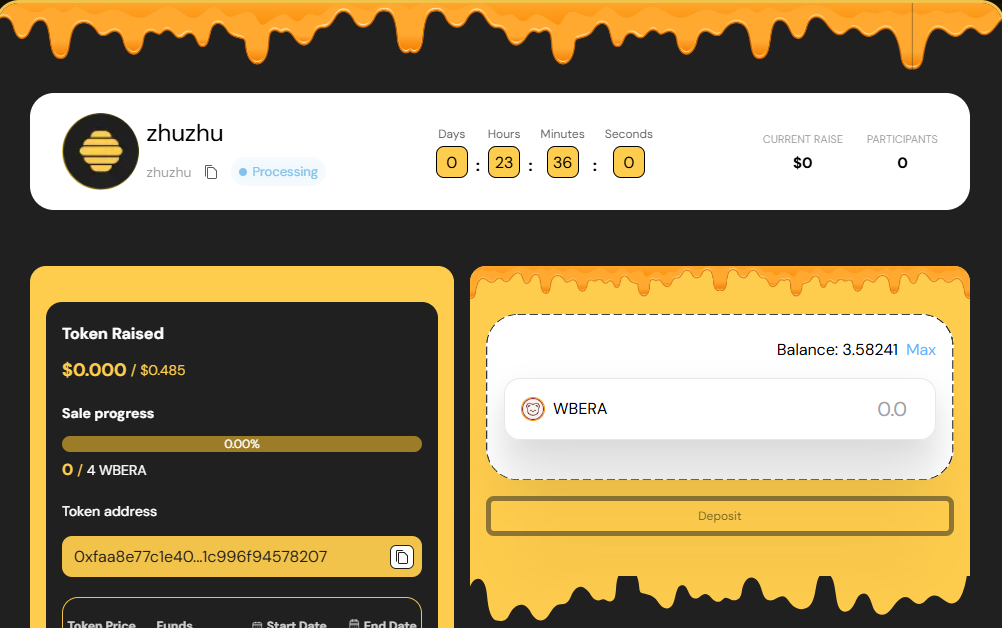 zhuzhu
zhuzhu Processing
Days Hours Minutes Seconds
0 : 23 : 36 : 0
CURRENT RAISE PARTICIPANTS
$0 0
Token Raised
$0.000 / $0.485
Sale progress
0.00%
0 / 4 WBERA
Token address
0xfaa8e77c1e40...1c996f94578207
Token Price Funds Start Date End Date
Balance: 3.58241 Max
WBERA 0.0
Deposit